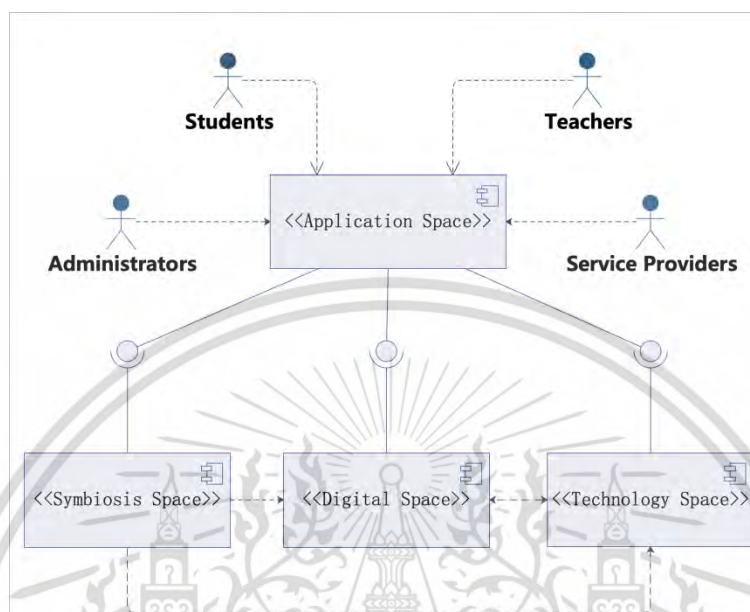 Students
Teachers
<<Application Space>>
Administrators
Service Providers
<<Symbiosis Space>>
<<Digital Space>>
<<Technology Space>>